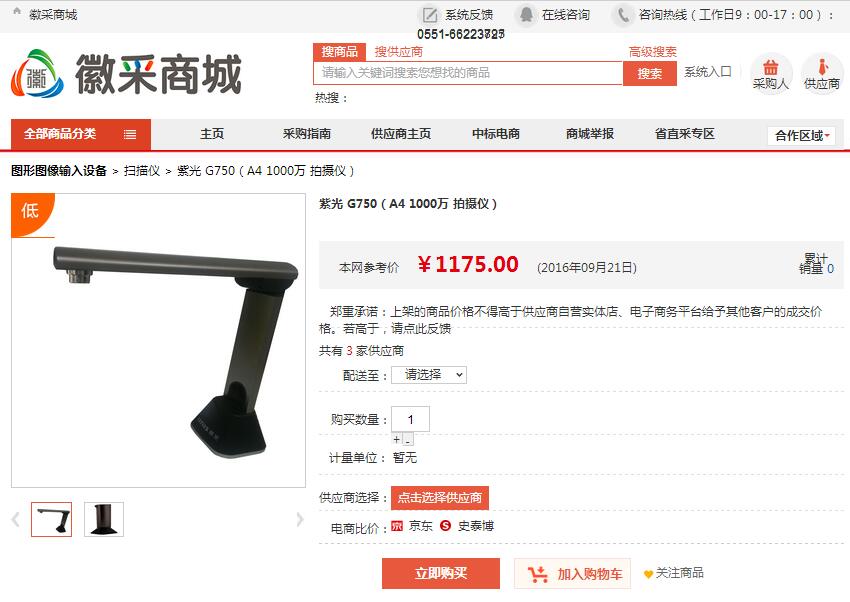 徽采商城
系统反馈
在线咨询
咨询热线（工作日9：00-17：00）：
徽采商城
搜商品
搜供应商
高级搜索
请输入关键词搜索您想找的商品
搜索
系统入口
采购人
供应商
热搜：
全部商品分类
主页
采购指南
供应商主页
中标电商
商城举报
省直采专区
合作区域
图形图像输入设备 > 扫描仪 > 紫光 G750（A4 1000万 拍摄仪）
低
紫光 G750（A4 1000万 拍摄仪）
本网参考价
￥1175.00
(2016年09月21日)
累计
销量 0
郑重承诺：上架的商品价格不得高于供应商自营实体店、电子商务平台给予其他客户的成交价
格。若高于，请点此反馈
共有 3 家供应商
配送至：
请选择
购买数量：
1
+
-
计量单位：
暂无
供应商选择：
点击选择供应商
电商比价：
京 京东
S 史泰博
立即购买
加入购物车
关注商品